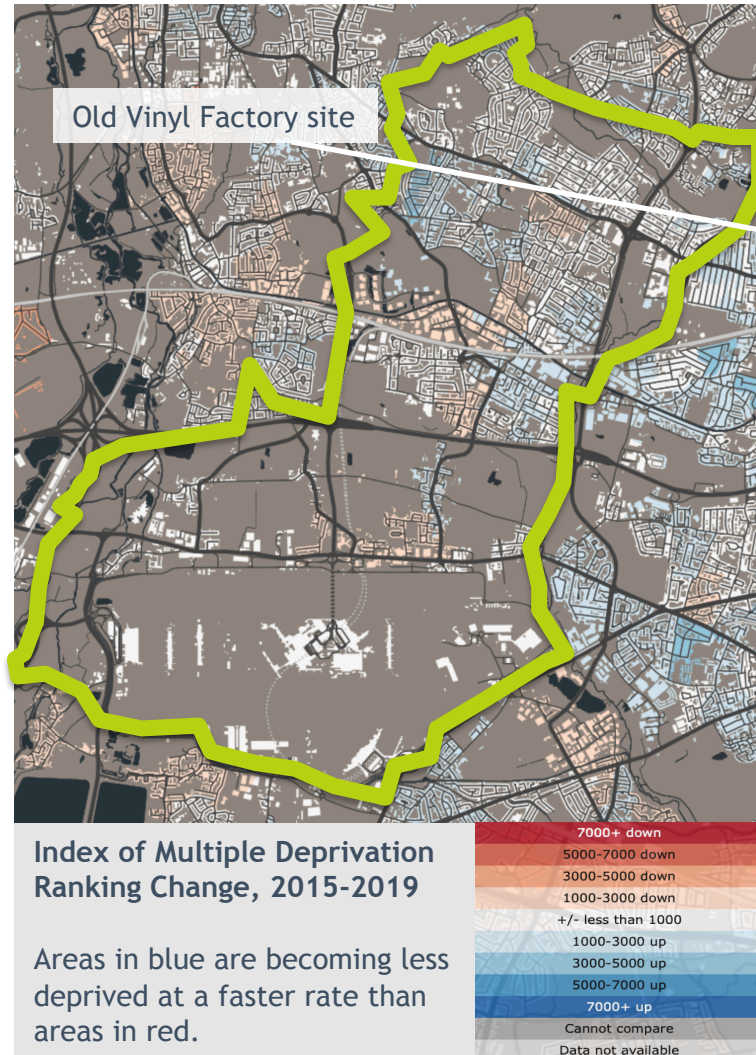 Old Vinyl Factory site
Index of Multiple Deprivation
Ranking Change, 2015-2019
Areas in blue are becoming less
deprived at a faster rate than
areas in red.
7000+ down
5000-7000 down
3000-5000 down
1000-3000 down
+/- less than 1000
1000-3000 up
3000-5000 up
5000-7000 up
7000+ up
Cannot compare
Data not available